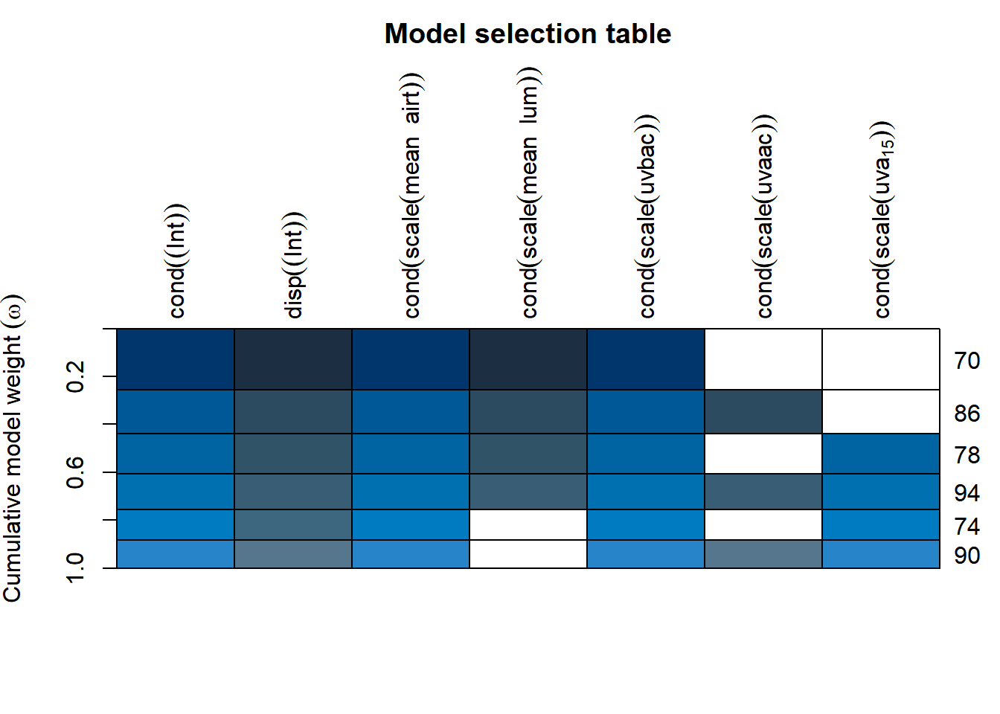 Model selection table
cond((Int))
disp((Int))
cond(scale(mean airt))
cond(scale(mean lum))
cond(scale(uvbac))
cond(scale(uvaac))
cond(scale(uva15))
Cumulative model weight (ω)
0.2
0.6
1.0
70
86
78
94
74
90